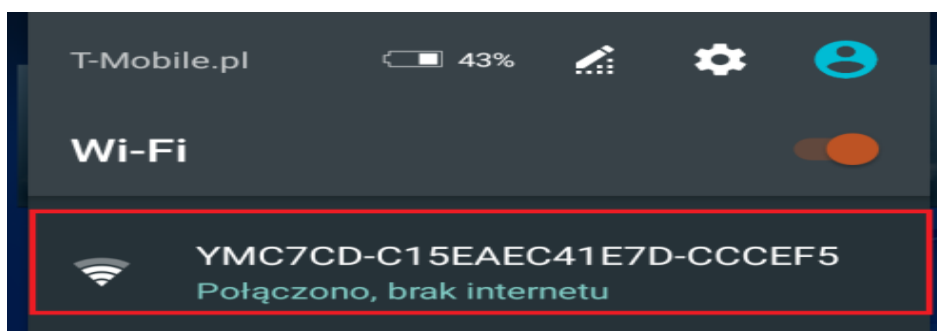 T-Mobile.pl 43%
Wi-Fi
YMC7CD-C15EAEC41E7D-CCCEF5
Połączono, brak internetu